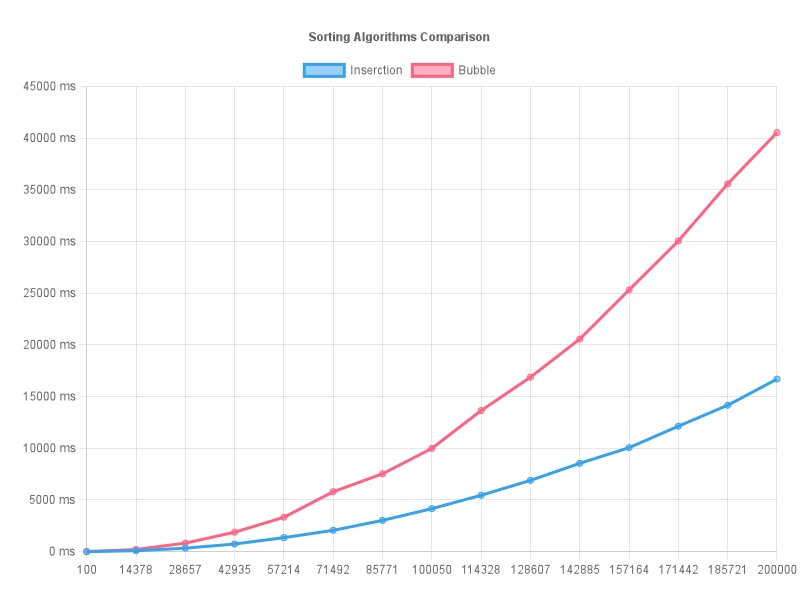 Sorting Algorithms Comparison
Inserction Bubble
45000 ms
40000 ms
35000 ms
30000 ms
25000 ms
20000 ms
15000 ms
10000 ms
5000 ms
0 ms
100 14378 28657 42935 57214 71492 85771 100050 114328 128607 142885 157164 171442 185721 200000